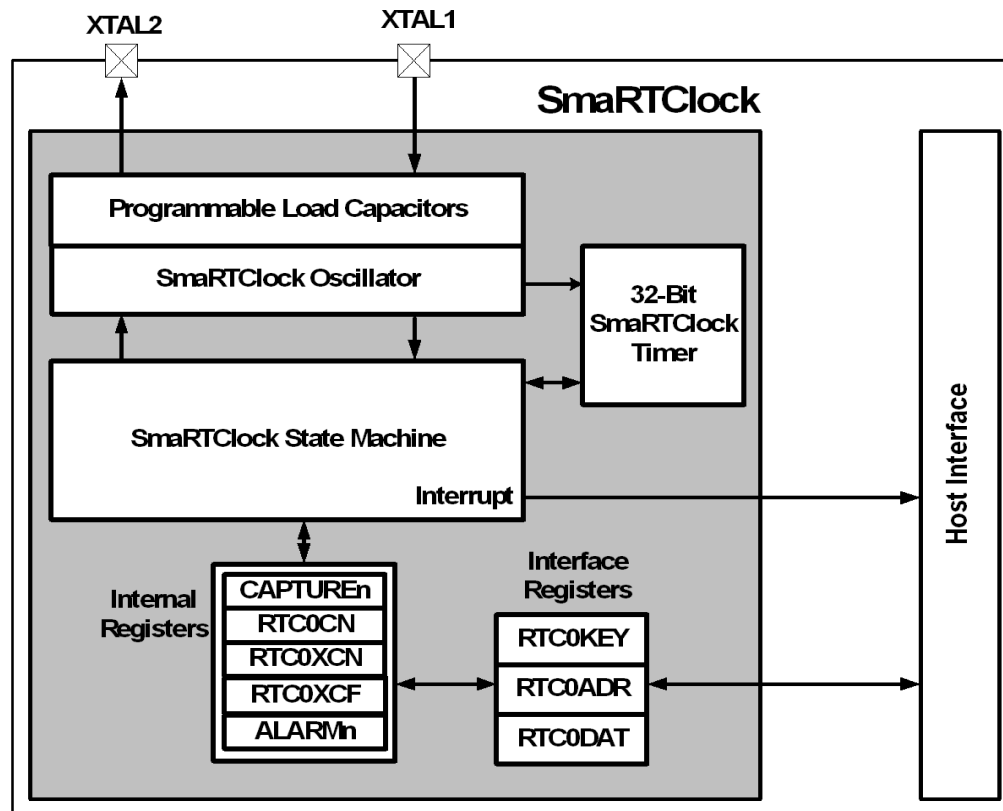 XTAL2
XTAL1
SmaRTClock
Programmable Load Capacitors
SmaRTClock Oscillator
32-Bit
SmaRTClock
Timer
SmaRTClock State Machine
Interrupt
Host Interface
Internal
Registers
CAPTUREn
RTC0CN
RTC0XCN
RTC0XCF
ALARMn
Interface
Registers
RTC0KEY
RTC0ADR
RTC0DAT